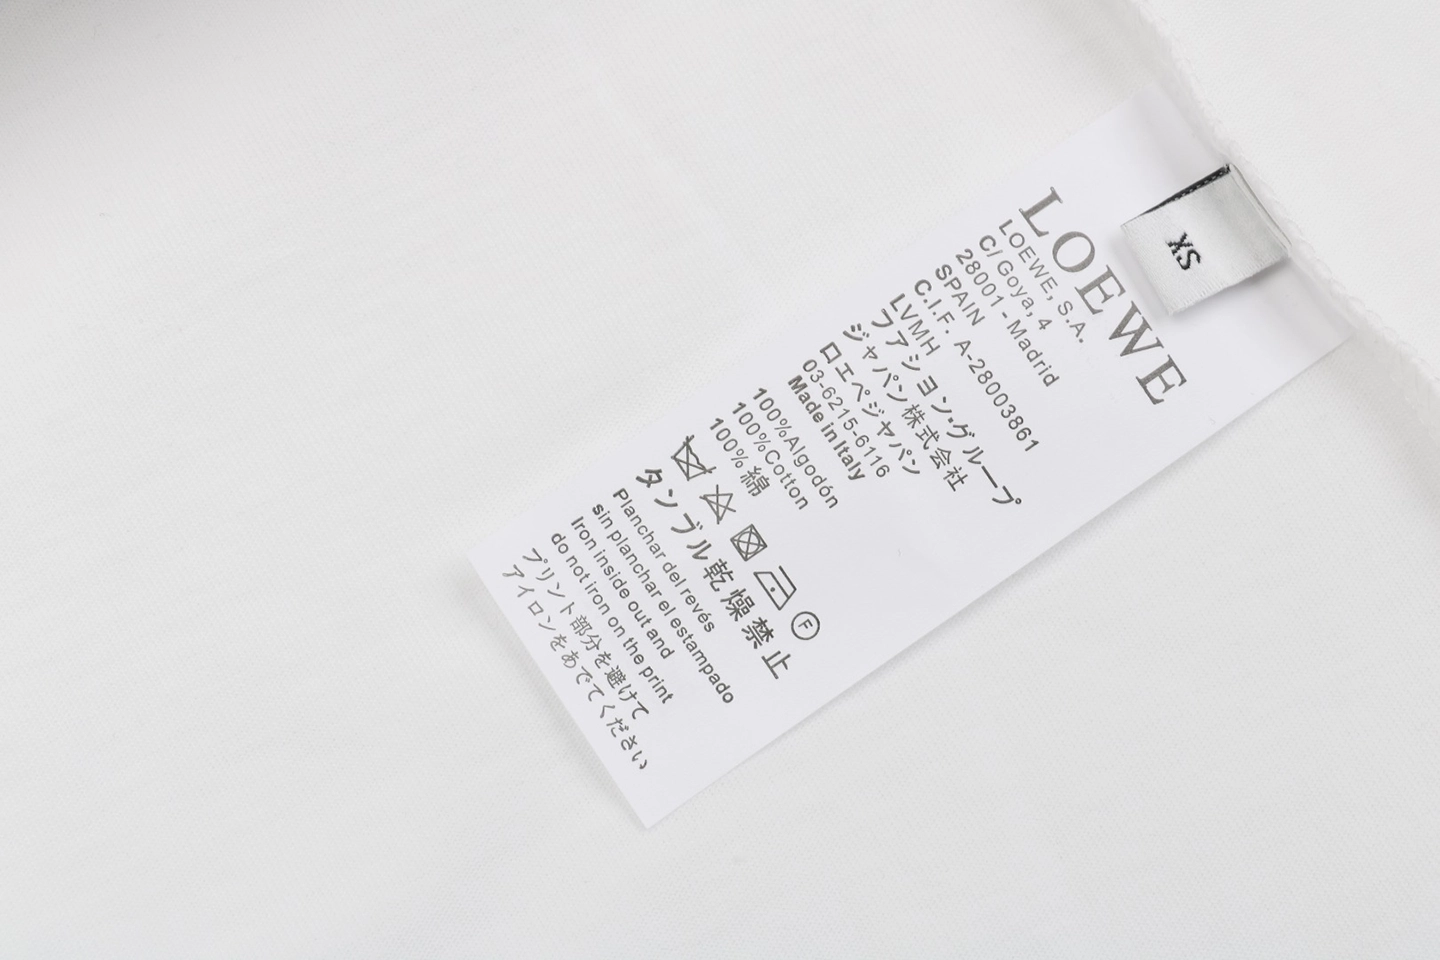 XS
LOEWE
LOEWE, S.A.
C/ Goya, 4
28001 - Madrid
SPAIN
C.I.F. A-28003861
LVMH
ファション・グループ
ジャパン株式会社
ロエベジャパン
03-6215-6116
Made in Italy
100%Algodón
100%Cotton
100% 綿
F
タンブル乾燥禁止
Planchar del revés
sin planchar el estampado
Iron inside out and
do not iron on the print
プリント部分を避けて
アイロンをあででください